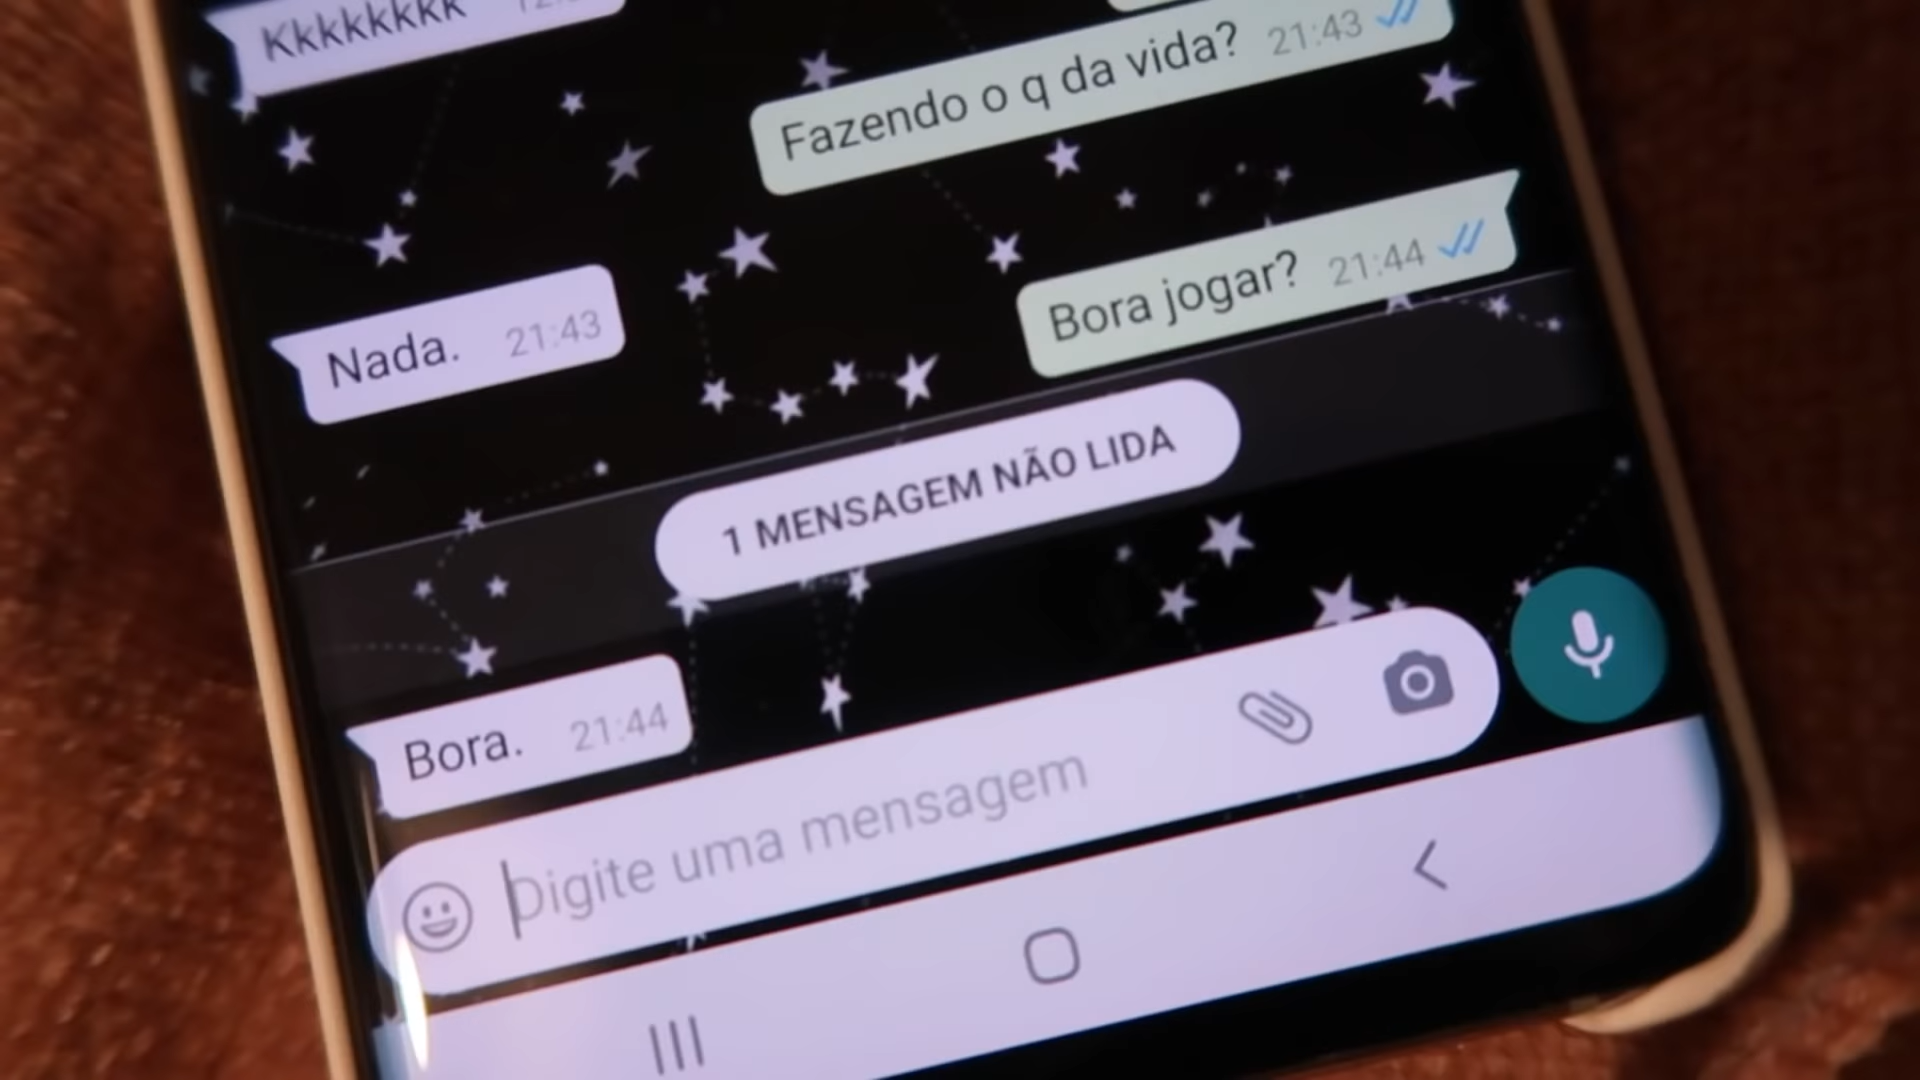 Kkkkkkkk
Fazendo o q da vida? 21:43
Nada. 21:43
Bora jogar? 21:44
1 MENSAGEM NÃO LIDA
Bora. 21:44
Digite uma mensagem